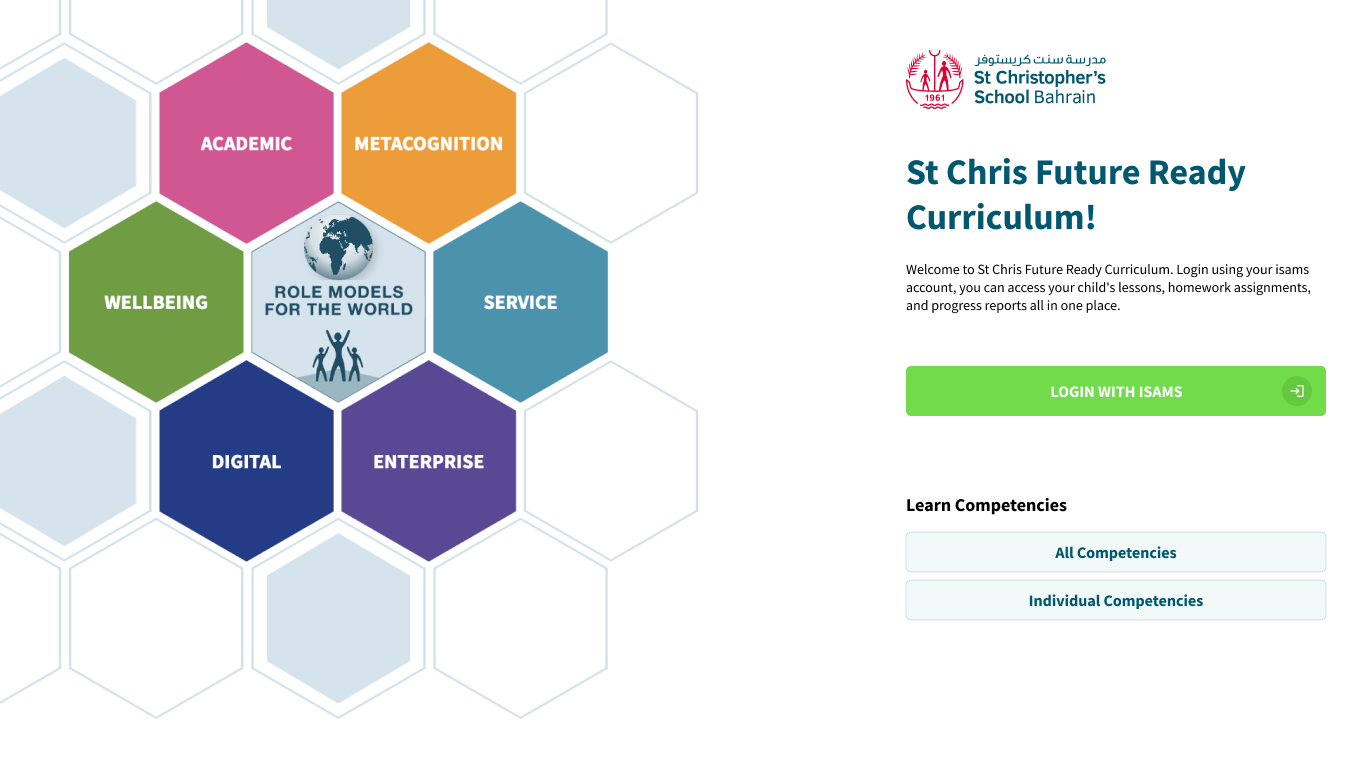 ACADEMIC
METACOGNITION
WELLBEING
ROLE MODELS
FOR THE WORLD
SERVICE
DIGITAL
ENTERPRISE
مدرسة سنت كريستوفر
St Christopher's
School Bahrain
1961
St Chris Future Ready
Curriculum!
Welcome to St Chris Future Ready Curriculum. Login using your isams
account, you can access your child's lessons, homework assignments,
and progress reports all in one place.
LOGIN WITH ISAMS
Learn Competencies
All Competencies
Individual Competencies